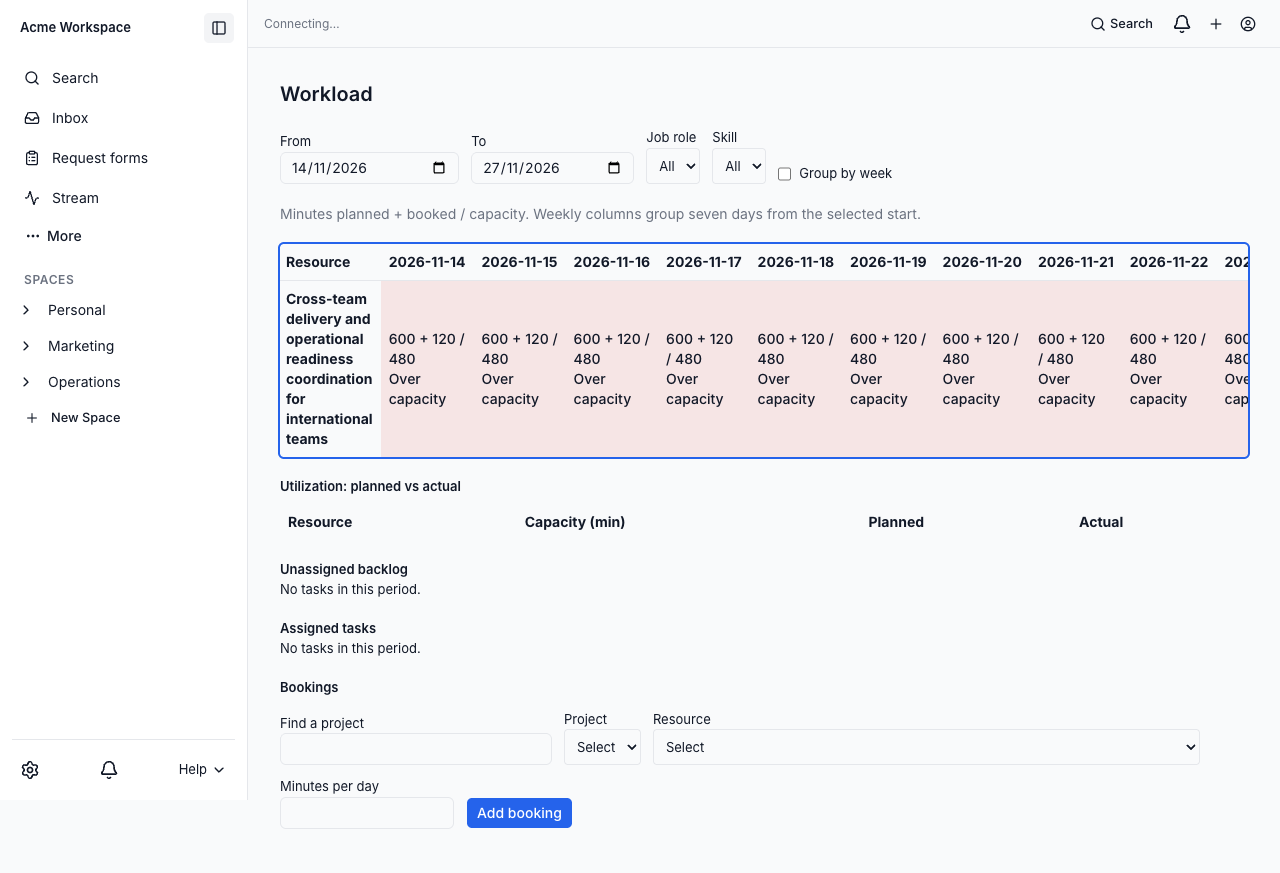 Acme Workspace
Connecting...
Search
Search
Inbox
Request forms
Stream
More
SPACES
Personal
Marketing
Operations
New Space
Help
Workload
From
To
Job role
Skill
14/11/2026
27/11/2026
All
All
Group by week
Minutes planned + booked / capacity. Weekly columns group seven days from the selected start.
Resource 2026-11-14 2026-11-15 2026-11-16 2026-11-17 2026-11-18 2026-11-19 2026-11-20 2026-11-21 2026-11-22
Cross-team
delivery and
operational
readiness
coordination
for
international
teams
600 + 120 / 600 + 120 / 600 + 120 / 600 + 120 600 + 120 / 600 + 120 / 600 + 120 / 600 + 120 600 + 120 / 600
480 480 480 / 480 480 480 480 / 480 480 480
Over Over Over Over Over Over Over Over Over
capacity capacity capacity capacity capacity capacity capacity capacity capacity
Utilization: planned vs actual
Resource Capacity (min) Planned Actual
Unassigned backlog
No tasks in this period.
Assigned tasks
No tasks in this period.
Bookings
Find a project
Project
Resource
Select
Select
Minutes per day
Add booking